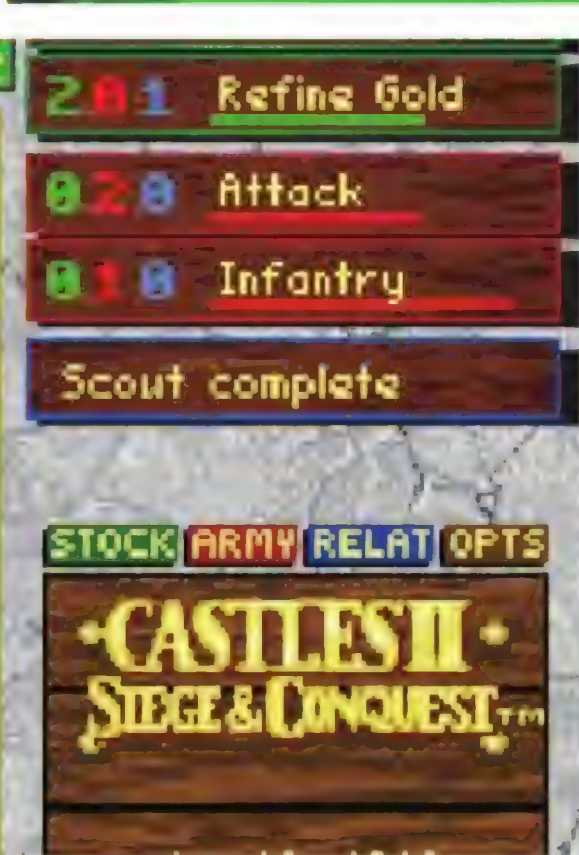 2 0 1 Refine Gold
0 2 0 Attack
0 1 0 Infantry
Scout complete
STOCK ARMY RELAT OPTS
CASTLES II
SIEGE & CONQUEST™